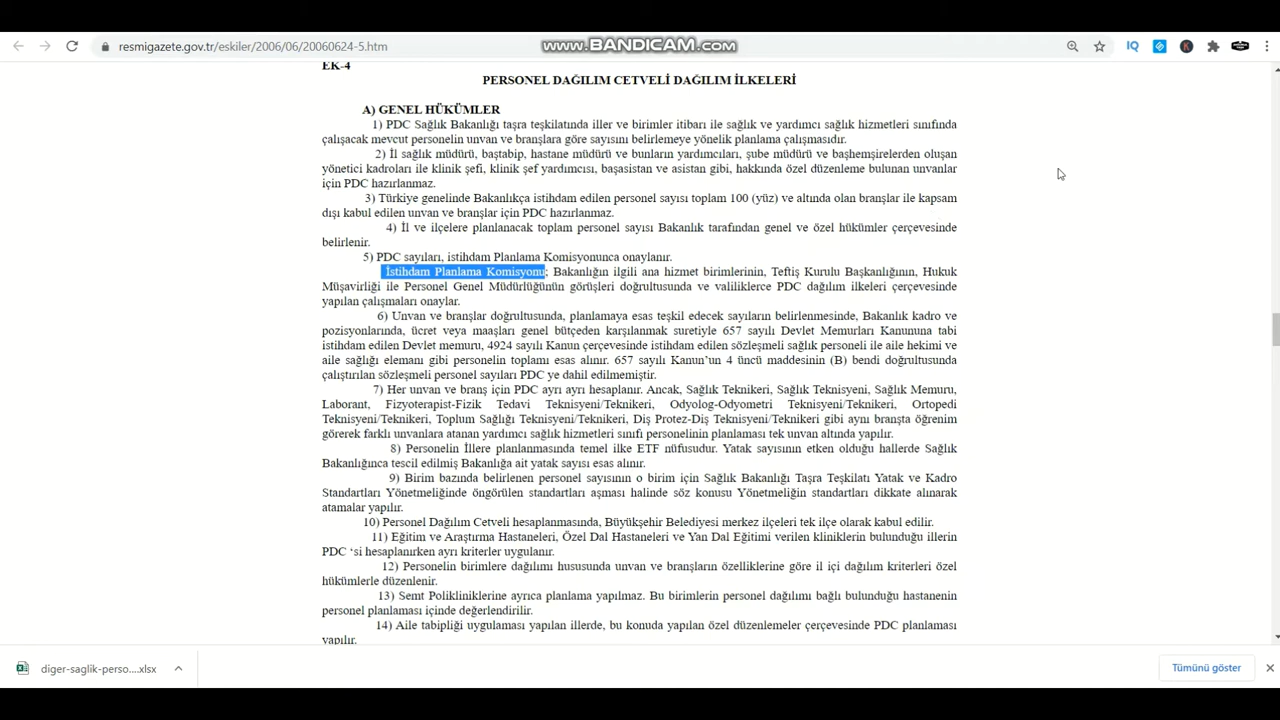 resmigazete.gov.tr/eskiler/2006/06/20060624-5.htm
www.BANDICAM.com
IQ
K
EK-4
PERSONEL DAĞILIM CETVELİ DAĞILIM İLKELERİ
A) GENEL HÜKÜMLER
1) PDC Sağlık Bakanlığı taşra teşkilatında iller ve birimler itibarı ile sağlık ve yardımcı sağlık hizmetleri sınıfında
çalışacak mevcut personelin unvan ve branşlara göre sayısını belirlemeye yönelik planlama çalışmasıdır.
2) İl sağlık müdürü, baştabip, hastane müdürü ve bunların yardımcıları, şube müdürü ve başhemşirelerden oluşan
yönetici kadroları ile klinik şefi, klinik şef yardımcısı, başasistan ve asistan gibi, hakkında özel düzenleme bulunan unvanlar
için PDC hazırlanmaz.
3) Türkiye genelinde Bakanlıkça istihdam edilen personel sayısı toplam 100 (yüz) ve altında olan branşlar ile kapsam
dışı kabul edilen unvan ve branşlar için PDC hazırlanmaz.
4) İl ve ilçelere planlanacak toplam personel sayısı Bakanlık tarafından genel ve özel hükümler çerçevesinde
belirlenir.
5) PDC sayıları, istihdam Planlama Komisyonunca onaylanır.
İstihdam Planlama Komisyonu; Bakanlığın ilgili ana hizmet birimlerinin, Teftiş Kurulu Başkanlığının, Hukuk
Müşavirliği ile Personel Genel Müdürlüğünün görüşleri doğrultusunda ve valiliklerce PDC dağılım ilkeleri çerçevesinde
yapılan çalışmaları onaylar.
6) Unvan ve branşlar doğrultusunda, planlamaya esas teşkil edecek sayıların belirlenmesinde, Bakanlık kadro ve
pozisyonlarında, ücret veya maaşları genel bütçeden karşılanmak suretiyle 657 sayılı Devlet Memurları Kanununa tabi
istihdam edilen Devlet memuru, 4924 sayılı Kanun çerçevesinde istihdam edilen sözleşmeli sağlık personeli ile aile hekimi ve
aile sağlığı elemanı gibi personelin toplamı esas alınır. 657 sayılı Kanun’un 4 üncü maddesinin (B) bendi doğrultusunda
çalıştırılan sözleşmeli personel sayıları PDC ye dahil edilmemiştir.
7) Her unvan ve branş için PDC ayrı ayrı hesaplanır. Ancak, Sağlık Teknikeri, Sağlık Teknisyeni, Sağlık Memuru,
Laborant, Fizyoterapist-Fizik Tedavi Teknisyeni/Teknikeri, Odyolog-Odyometri Teknisyeni/Teknikeri, Ortopedi
Teknisyeni/Teknikeri, Toplum Sağlığı Teknisyeni/Teknikeri, Diş Protez-Diş Teknisyeni/Teknikeri gibi aynı branşta öğrenim
görerek farklı unvanlara atanan yardımcı sağlık hizmetleri sınıfı personelinin planlaması tek unvan altında yapılır.
8) Personelin İllere planlanmasında temel ilke ETF nüfusudur. Yatak sayısının etken olduğu hallerde Sağlık
Bakanlığınca tescil edilmiş Bakanlığa ait yatak sayısı esas alınır.
9) Birim bazında belirlenen personel sayısının o birim için Sağlık Bakanlığı Taşra Teşkilatı Yatak ve Kadro
Standartları Yönetmeliğinde öngörülen standartları aşması halinde söz konusu Yönetmeliğin standartları dikkate alınarak
atamalar yapılır.
10) Personel Dağılım Cetveli hesaplanmasında, Büyükşehir Belediyesi merkez ilçeleri tek ilçe olarak kabul edilir.
11) Eğitim ve Araştırma Hastaneleri, Özel Dal Hastaneleri ve Yan Dal Eğitimi verilen kliniklerin bulunduğu illerin
PDC ‘si hesaplanırken ayrı kriterler uygulanır.
12) Personelin birimlere dağılımı hususunda unvan ve branşların özelliklerine göre il içi dağılım kriterleri özel
hükümlerle düzenlenir.
13) Semt Polikliniklerine ayrıca planlama yapılmaz. Bu birimlerin personel dağılımı bağlı bulunduğu hastanenin
personel planlaması içinde değerlendirilir.
14) Aile tabipliği uygulaması yapılan illerde, bu konuda yapılan özel düzenlemeler çerçevesinde PDC planlaması
yapılır.
diger-saglik-perso....xlsx
Tümünü göster